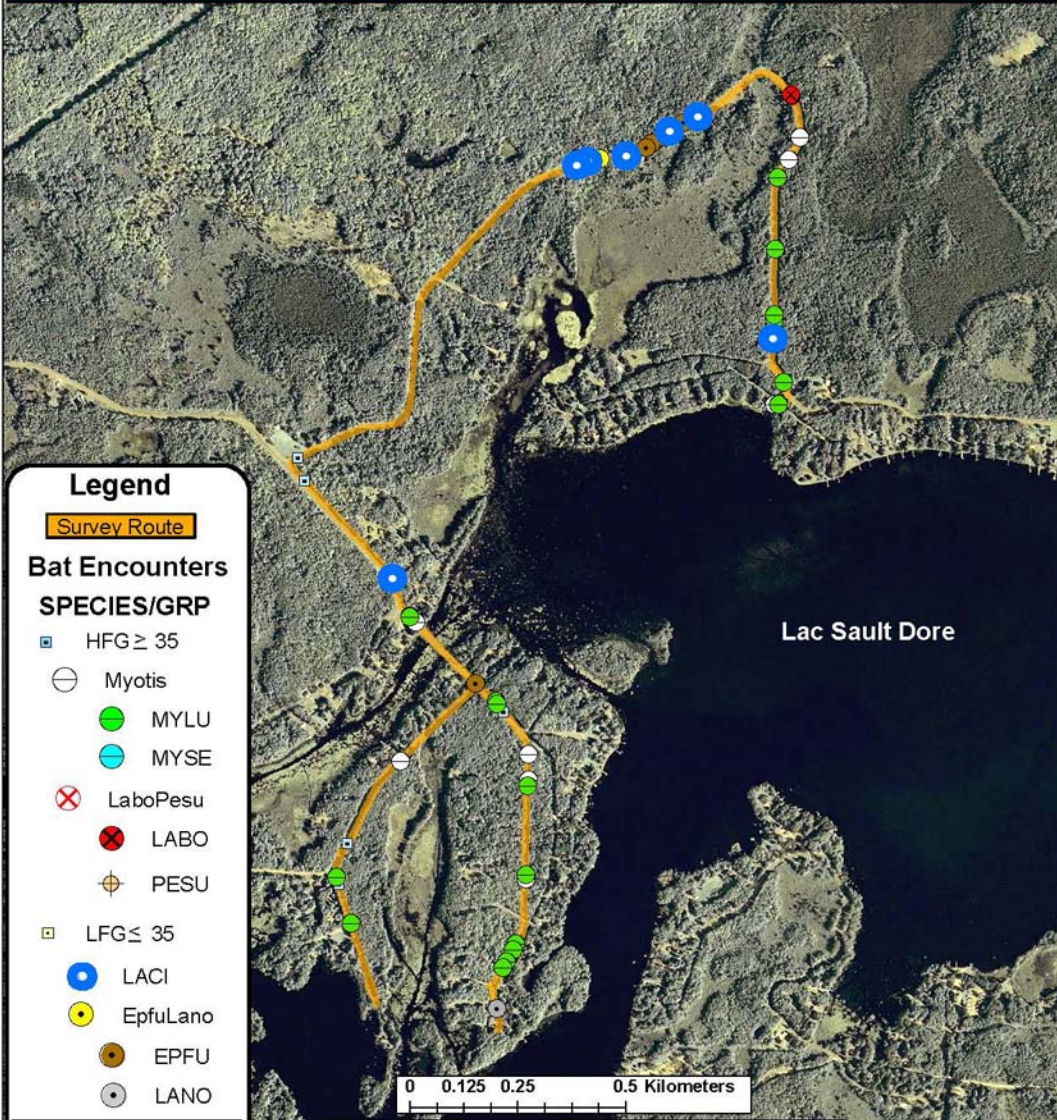 Lac Sault Dore
Legend
Survey Route
Bat Encounters
SPECIES/GRP
HFG ≥ 35
Myotis
MYLU
MYSE
LaboPesu
LABO
PESU
LFG ≤ 35
LACI
EpfuLano
EPFU
LANO
0 0.125 0.25 0.5 Kilometers